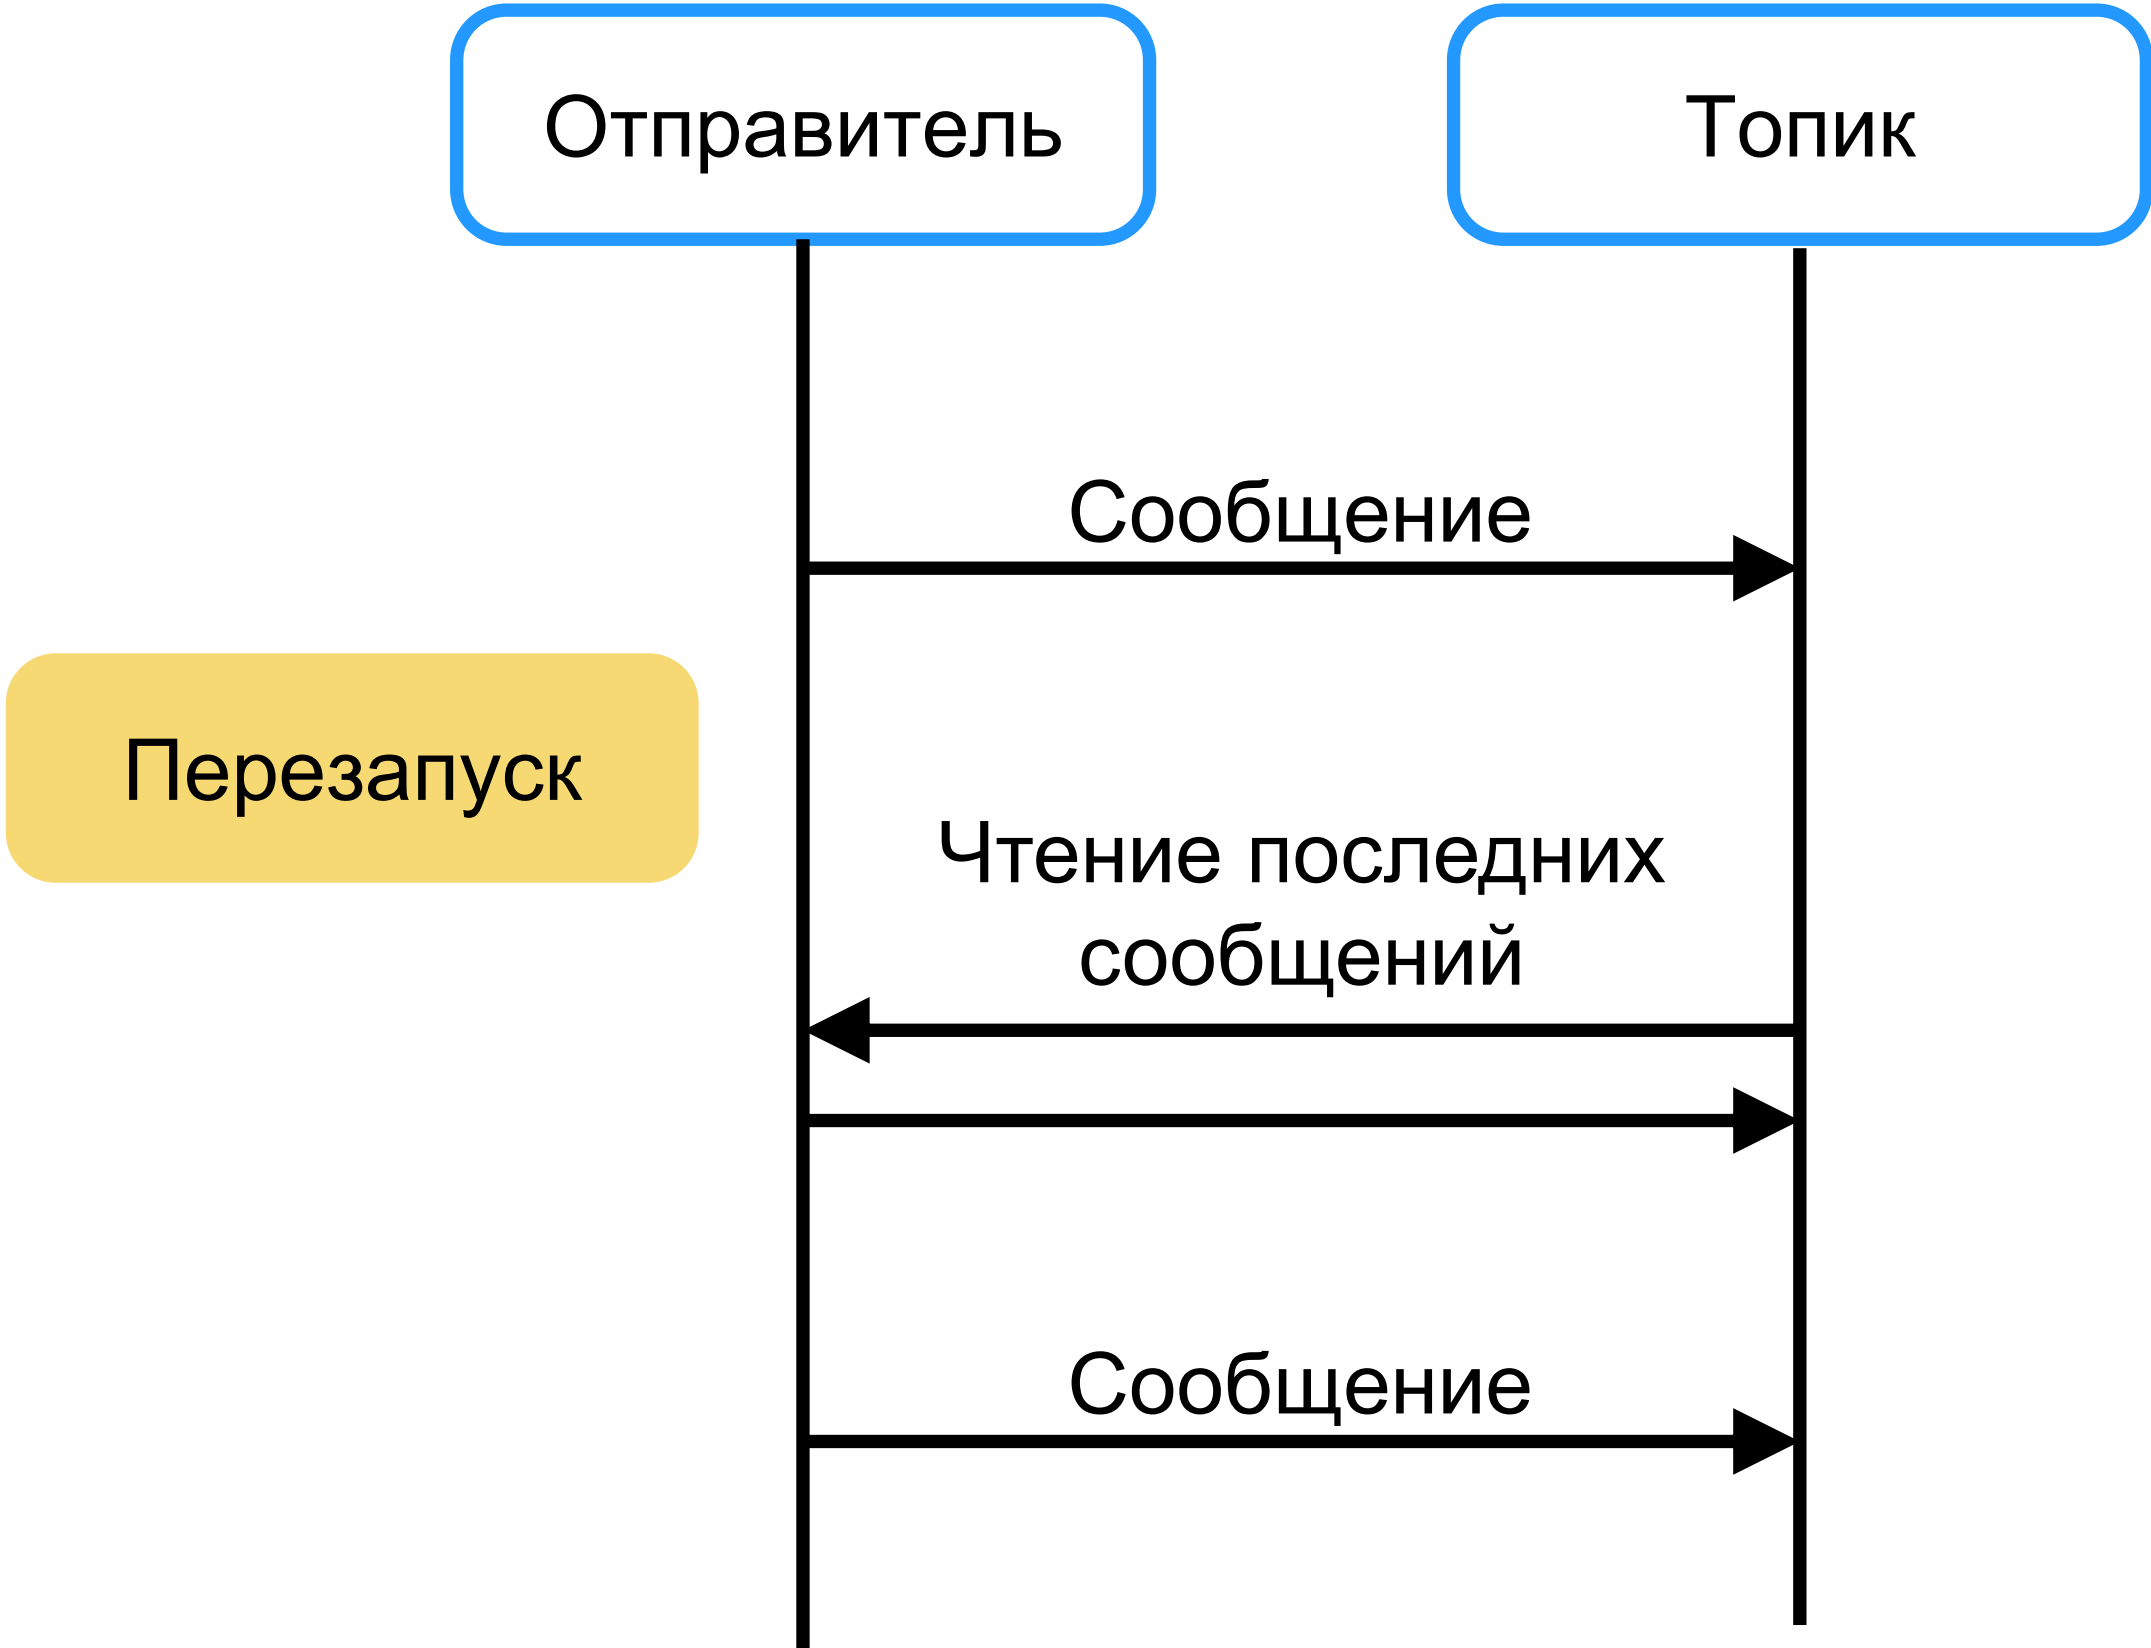 Отправитель
Топик
Сообщение
Перезапуск
Чтение последних
сообщений
Сообщение